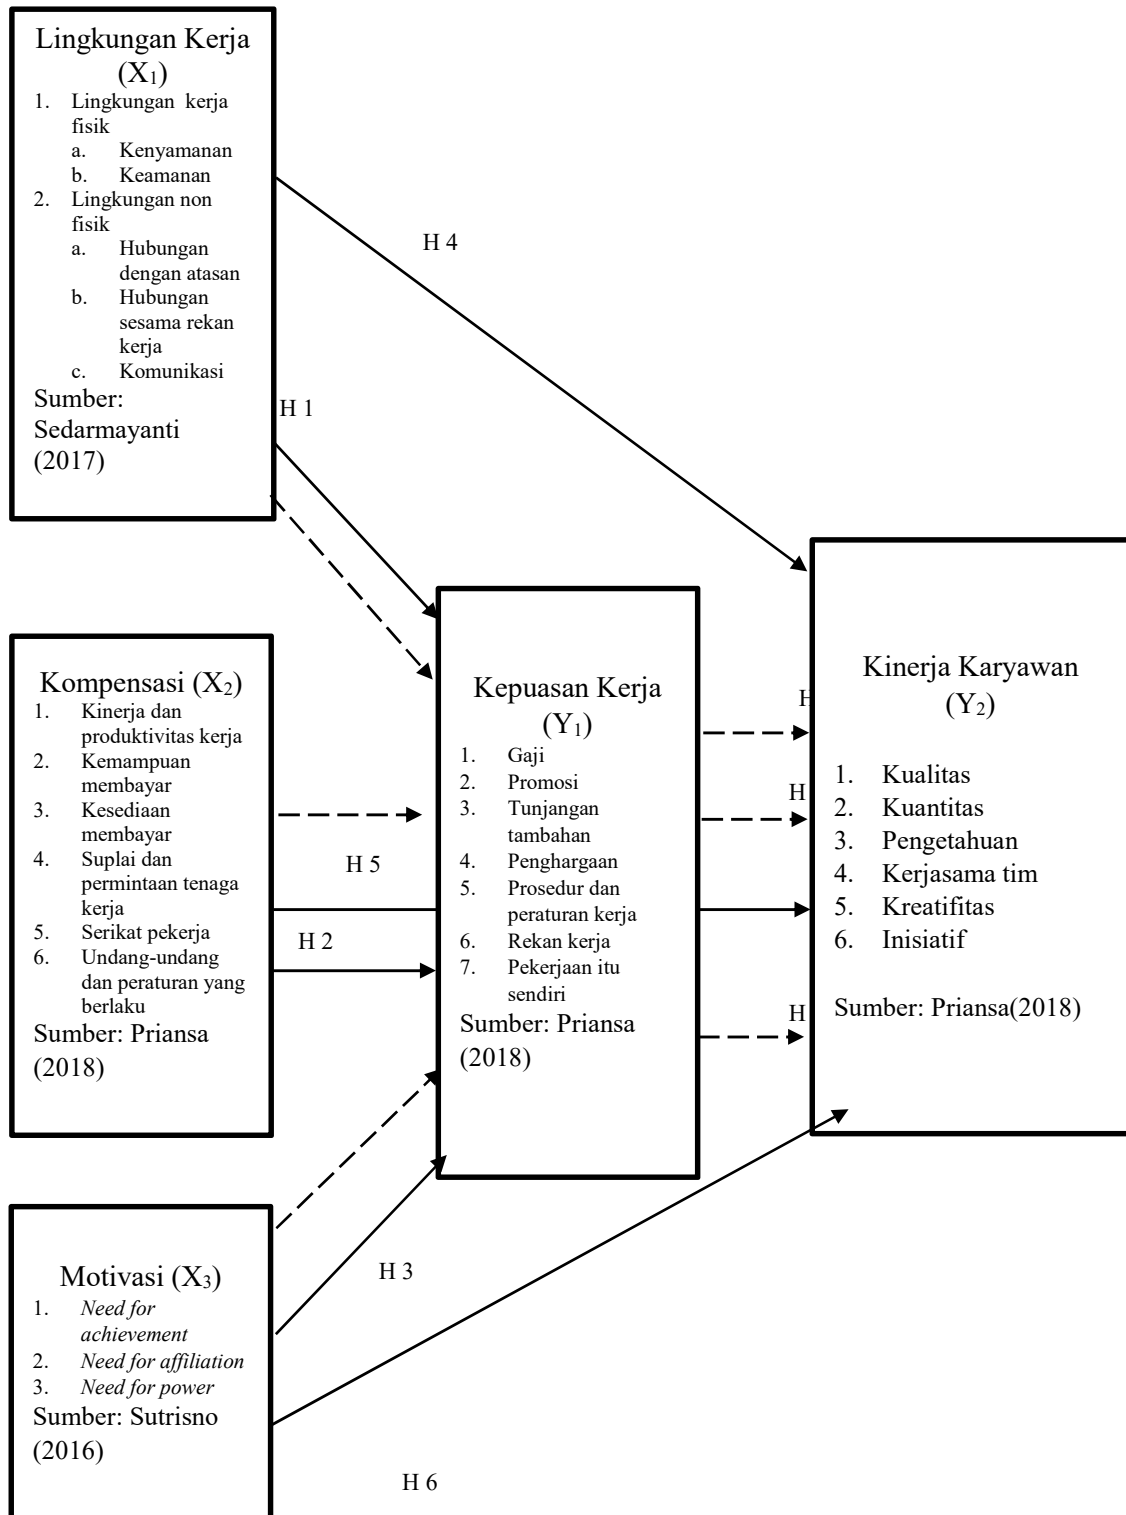 Lingkungan Kerja
(X1)
1. Lingkungan kerja
fisik
a. Kenyamanan
b. Keamanan
2. Lingkungan non
fisik
a. Hubungan
dengan atasan
b. Hubungan
sesama rekan
kerja
c. Komunikasi
Sumber:
Sedarmayanti
(2017)
H 4
H 1
Kompensasi (X2)
1. Kinerja dan
produktivitas kerja
2. Kemampuan
membayar
3. Kesediaan
membayar
4. Suplai dan
permintaan tenaga
kerja
5. Serikat pekerja
6. Undang-undang
dan peraturan yang
berlaku
Sumber: Priansa
(2018)
H 5
H 2
Kepuasan Kerja
(Y1)
1. Gaji
2. Promosi
3. Tunjangan
tambahan
4. Penghargaan
5. Prosedur dan
peraturan kerja
6. Rekan kerja
7. Pekerjaan itu
sendiri
Sumber: Priansa
(2018)
H
H
H
Kinerja Karyawan
(Y2)
1. Kualitas
2. Kuantitas
3. Pengetahuan
4. Kerjasama tim
5. Kreatifitas
6. Inisiatif
Sumber: Priansa(2018)
Motivasi (X3)
1. Need for
achievement
2. Need for affiliation
3. Need for power
Sumber: Sutrisno
(2016)
H 3
H 6